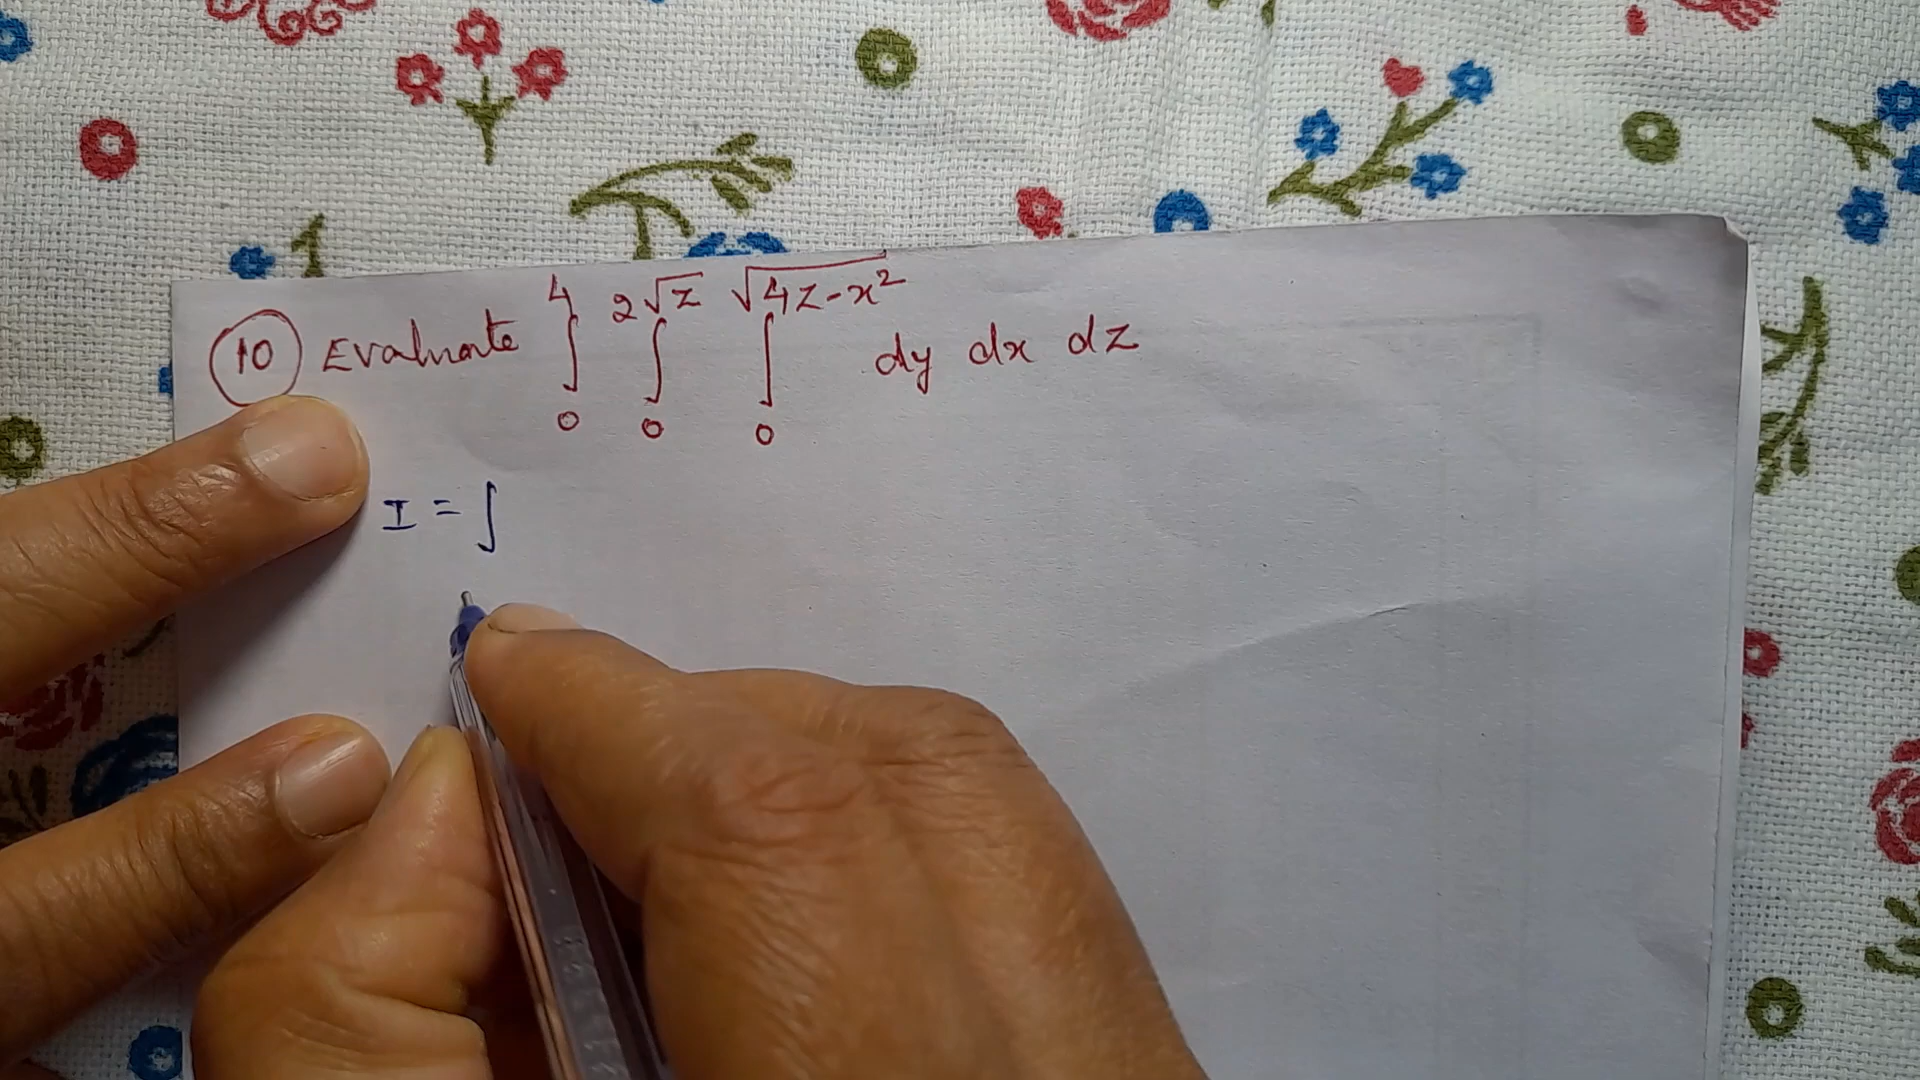 10 Evaluate ∫₀⁴ ∫₀^{2√z} ∫₀^{√(4z-x²)} dy dx dz
I = ∫